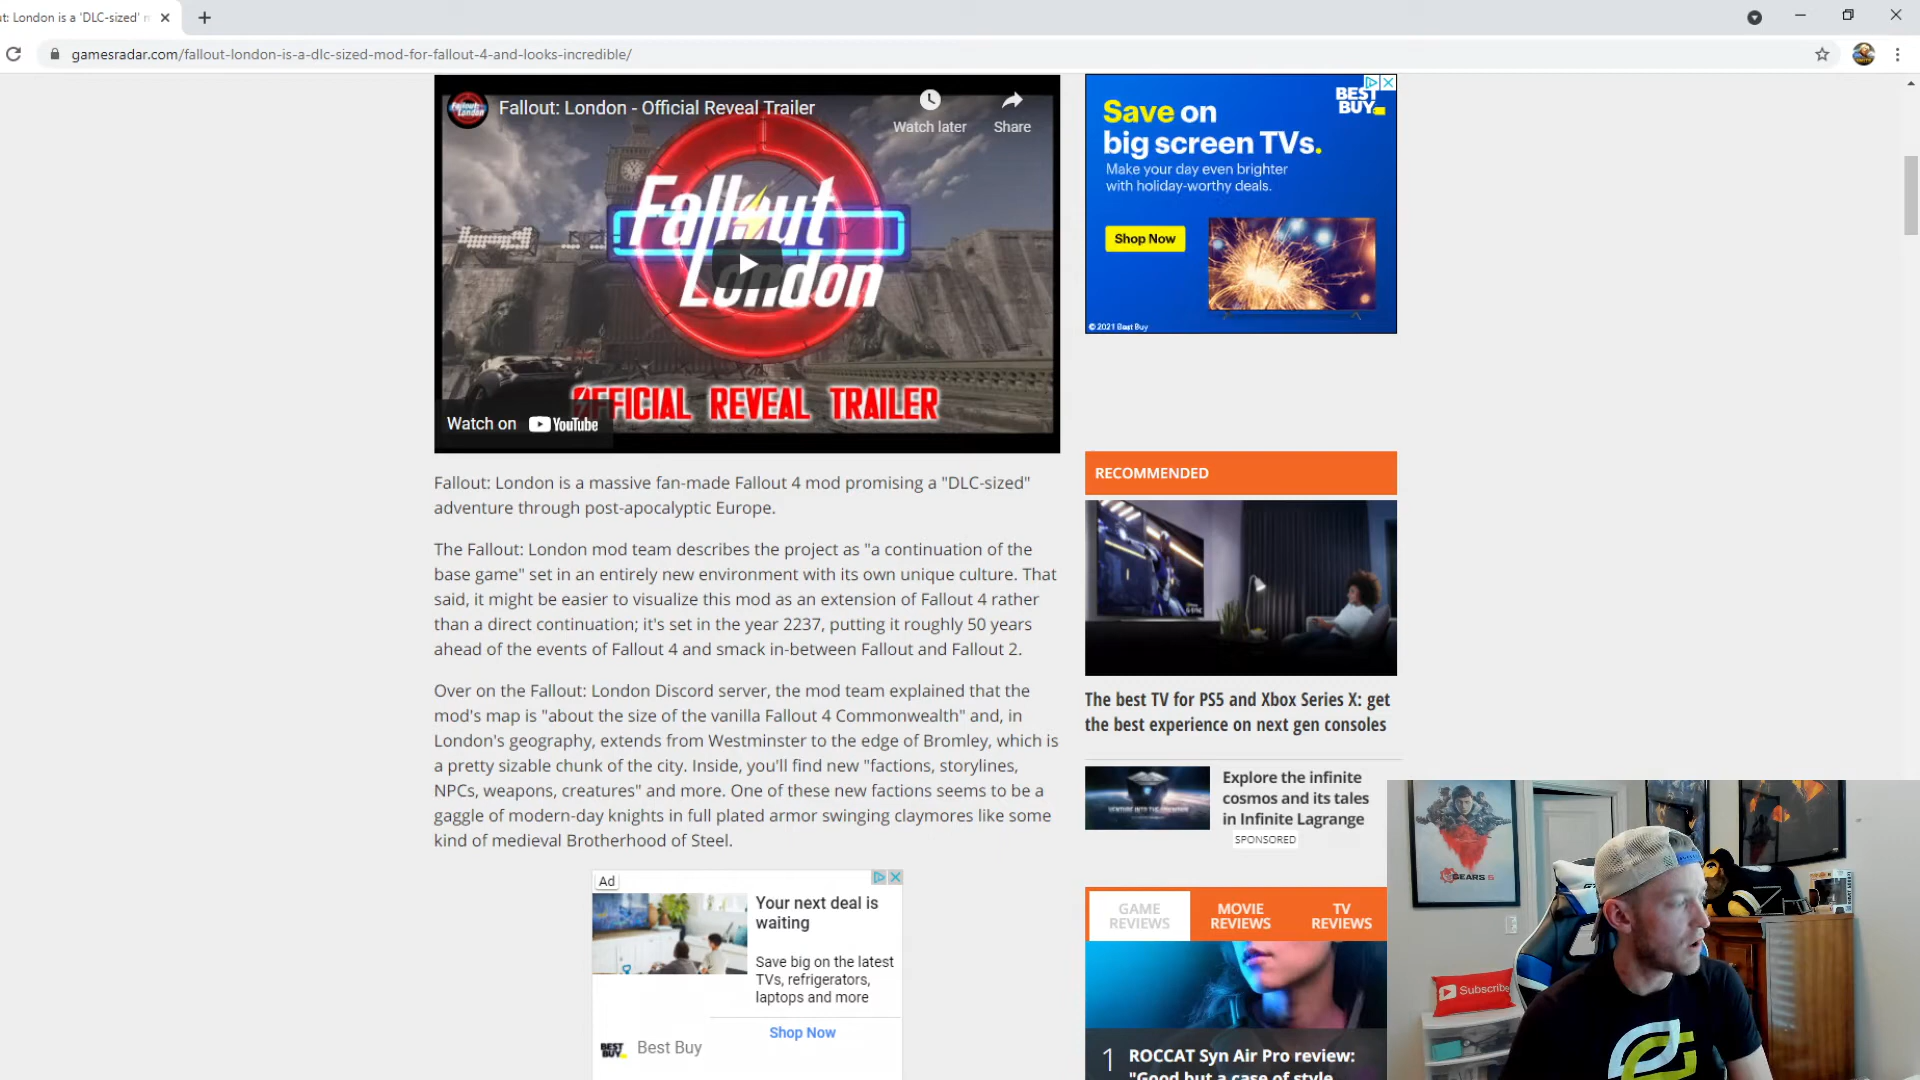 ut: London is a 'DLC-sized' m
gamesradar.com/fallout-london-is-a-dlc-sized-mod-for-fallout-4-and-looks-incredible/
Fallout: London - Official Reveal Trailer
Watch later
Share
Fallout
London
OFFICIAL REVEAL TRAILER
Watch on YouTube
Fallout: London is a massive fan-made Fallout 4 mod promising a "DLC-sized"
adventure through post-apocalyptic Europe.
The Fallout: London mod team describes the project as "a continuation of the
base game" set in an entirely new environment with its own unique culture. That
said, it might be easier to visualize this mod as an extension of Fallout 4 rather
than a direct continuation; it's set in the year 2237, putting it roughly 50 years
ahead of the events of Fallout 4 and smack in-between Fallout and Fallout 2.
Over on the Fallout: London Discord server, the mod team explained that the
mod's map is "about the size of the vanilla Fallout 4 Commonwealth" and, in
London's geography, extends from Westminster to the edge of Bromley, which is
a pretty sizable chunk of the city. Inside, you'll find new "factions, storylines,
NPCs, weapons, creatures" and more. One of these new factions seems to be a
gaggle of modern-day knights in full plated armor swinging claymores like some
kind of medieval Brotherhood of Steel.
Ad
Your next deal is
waiting
Save big on the latest
TVs, refrigerators,
laptops and more
Shop Now
BEST BUY
Best Buy
BEST
BUY
Save on
big screen TVs.
Make your day even brighter
with holiday-worthy deals.
Shop Now
© 2021 Best Buy
RECOMMENDED
The best TV for PS5 and Xbox Series X: get
the best experience on next gen consoles
Explore the infinite
cosmos and its tales
in Infinite Lagrange
SPONSORED
GAME
REVIEWS
MOVIE
REVIEWS
TV
REVIEWS
1
ROCCAT Syn Air Pro review:
"Good but a case of style
GEARS 5
Subscribe